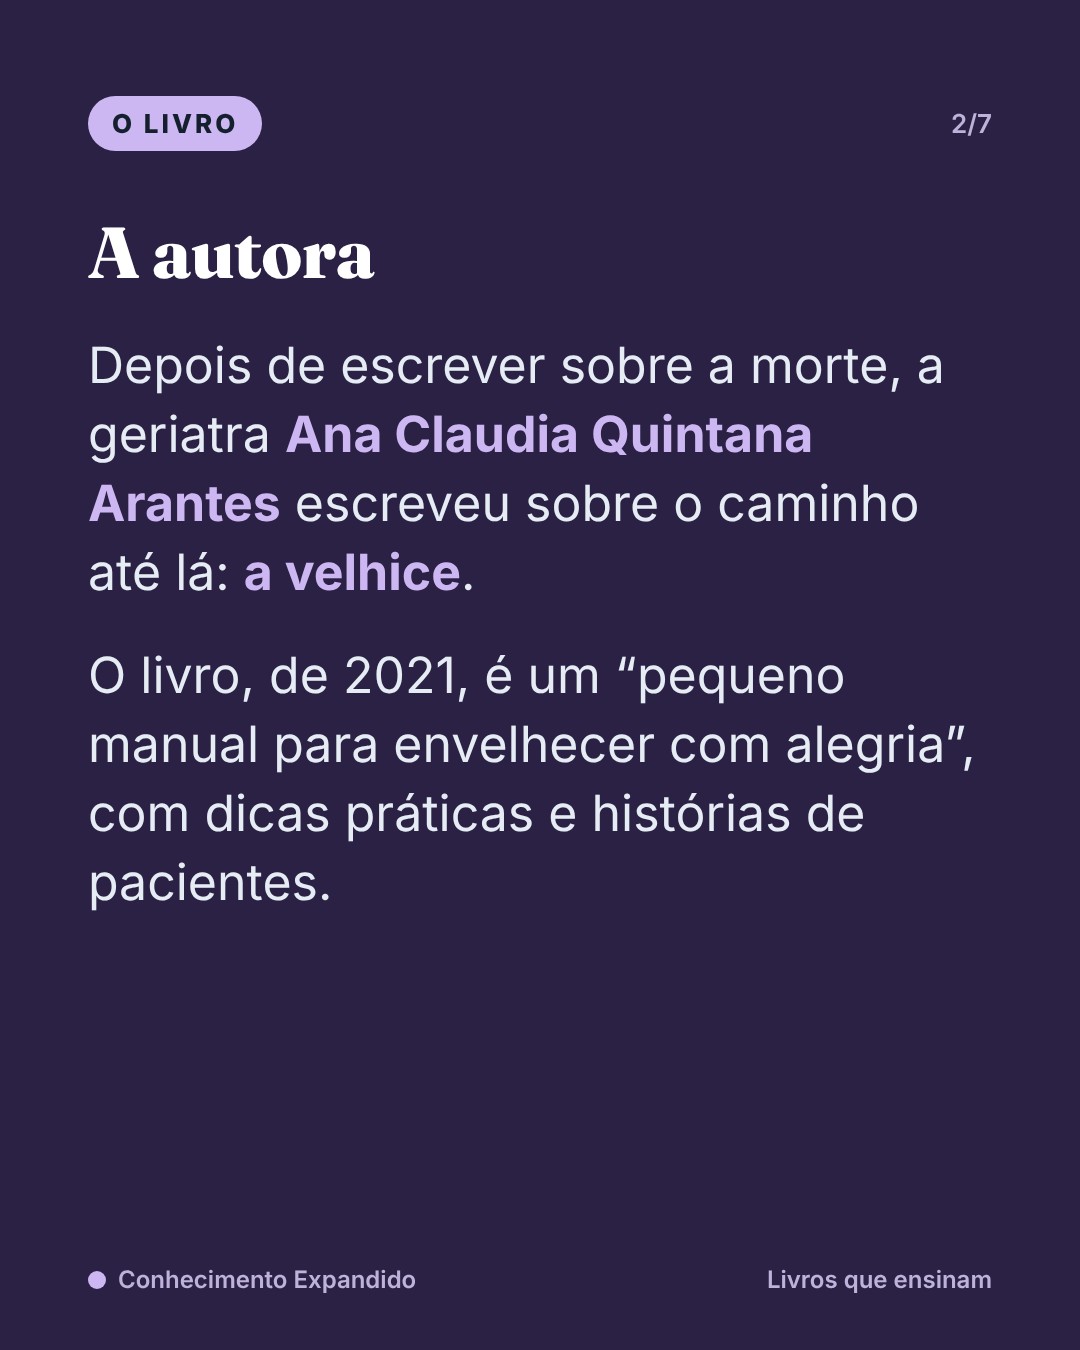 O LIVRO
2/7
A autora
Depois de escrever sobre a morte, a
geriatra Ana Claudia Quintana
Arantes escreveu sobre o caminho
até lá: a velhice.
O livro, de 2021, é um “pequeno
manual para envelhecer com alegria”,
com dicas práticas e histórias de
pacientes.
Conhecimento Expandido
Livros que ensinam